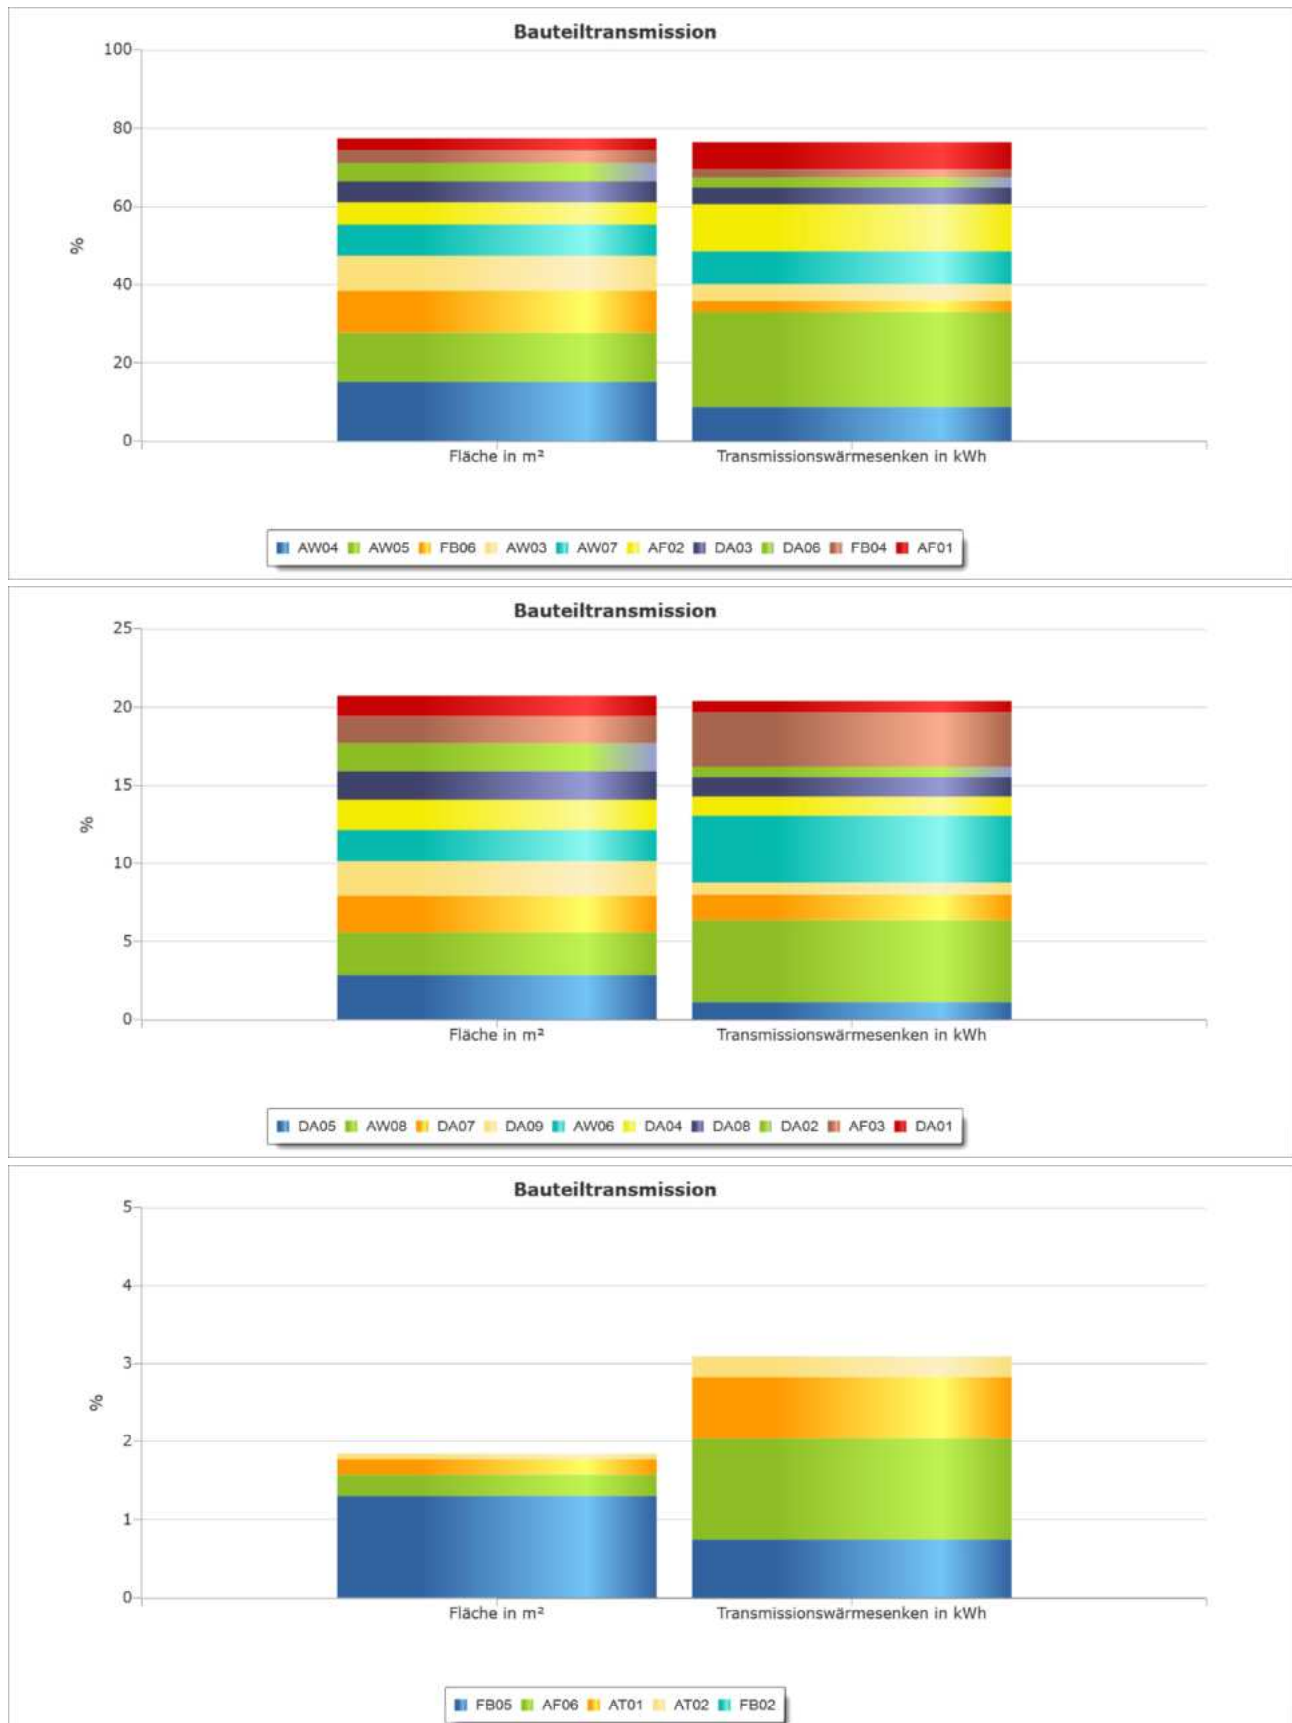 Bauteiltransmission
100
80
60
%
40
20
0
Fläche in m² Transmissionswärmesenken in kWh
AW04 AW05 FB06 AW03 AW07 AF02 DA03 DA06 FB04 AF01
Bauteiltransmission
25
20
15
%
10
5
0
Fläche in m² Transmissionswärmesenken in kWh
DA05 AW08 DA07 DA09 AW06 DA04 DA08 DA02 AF03 DA01
Bauteiltransmission
5
4
3
%
2
1
0
Fläche in m² Transmissionswärmesenken in kWh
FB05 AF06 AT01 AT02 FB02